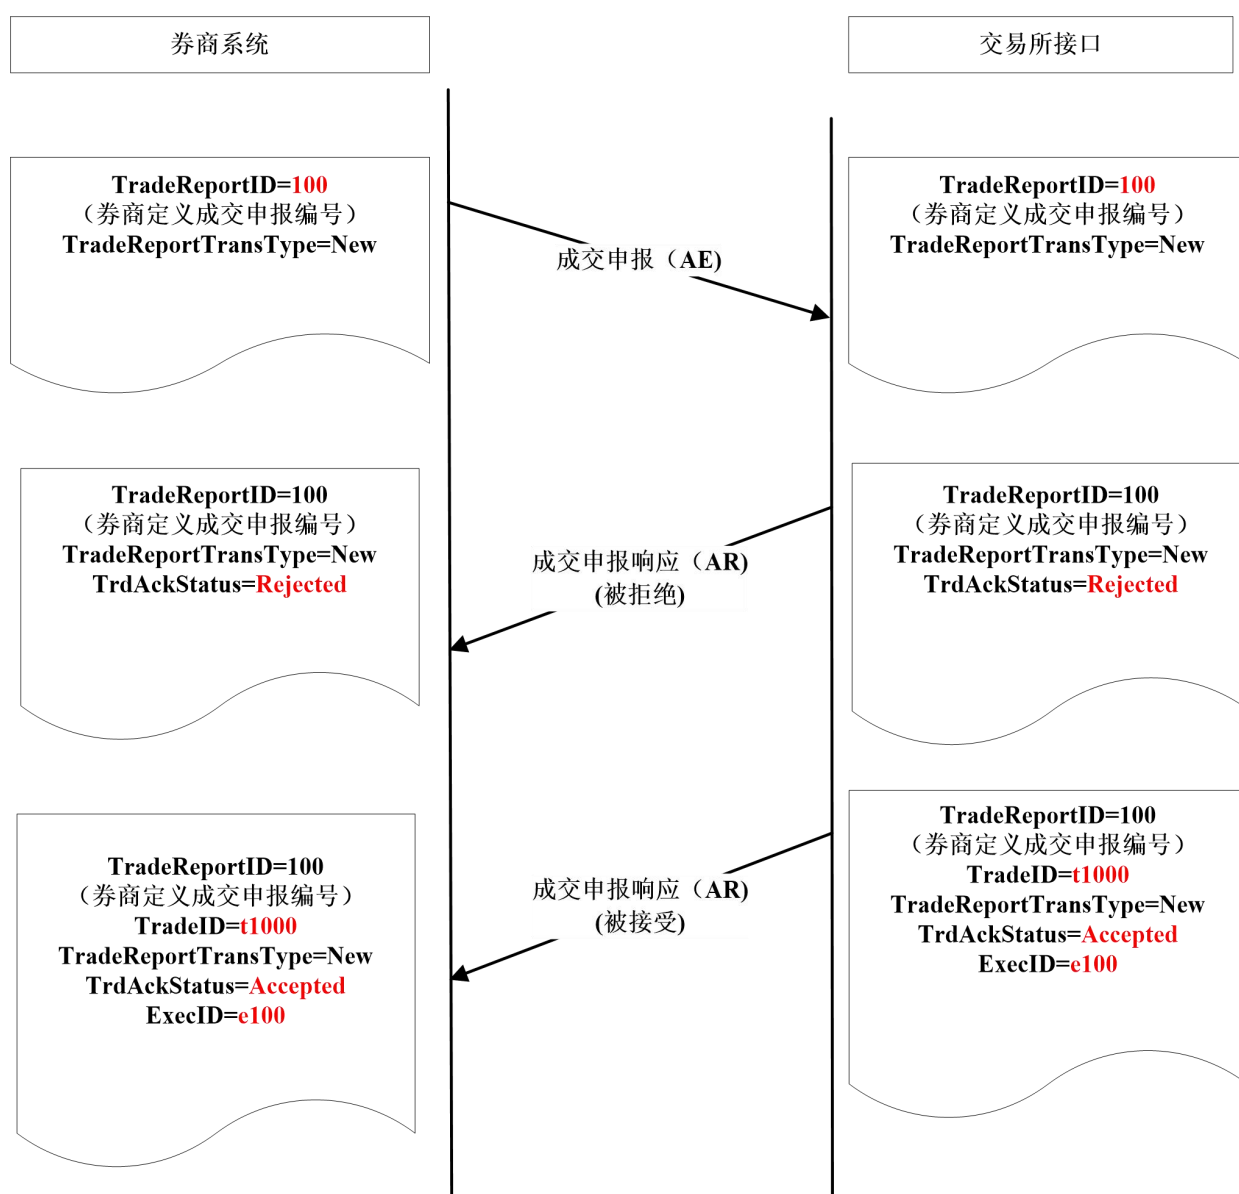 券商系统
交易所接口
TradeReportID=100
（券商定义成交申报编号）
TradeReportTransType=New
成交申报（AE)
TradeReportID=100
（券商定义成交申报编号）
TradeReportTransType=New
TradeReportID=100
（券商定义成交申报编号）
TradeReportTransType=New
TrdAckStatus=Rejected
成交申报响应（AR)
(被拒绝)
TradeReportID=100
（券商定义成交申报编号）
TradeReportTransType=New
TrdAckStatus=Rejected
TradeReportID=100
（券商定义成交申报编号）
TradeID=t1000
TradeReportTransType=New
TrdAckStatus=Accepted
ExecID=e100
成交申报响应（AR)
(被接受)
TradeReportID=100
（券商定义成交申报编号）
TradeID=t1000
TradeReportTransType=New
TrdAckStatus=Accepted
ExecID=e100